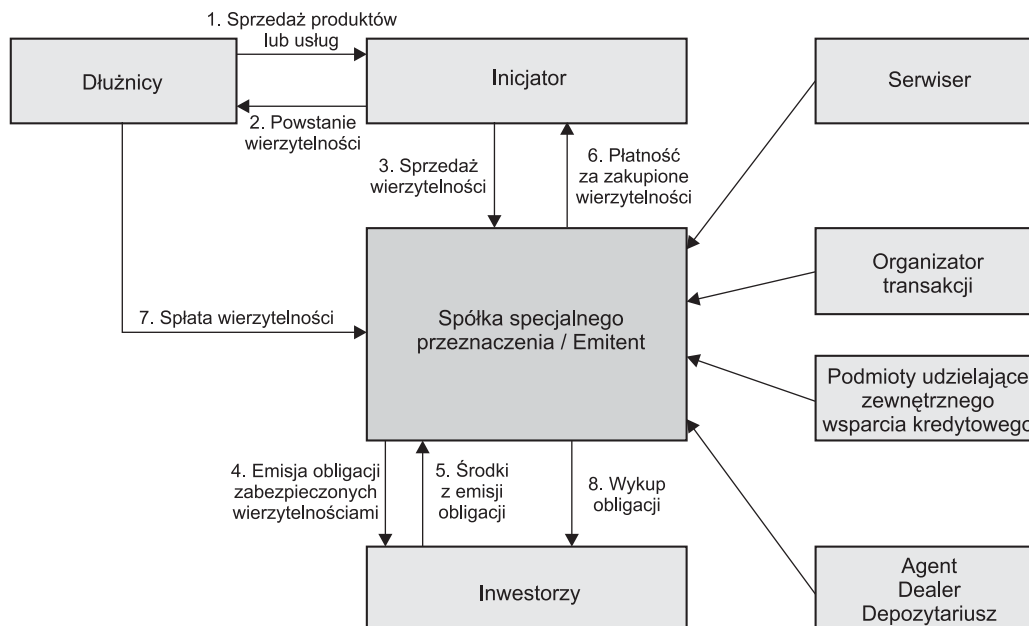 1. Sprzedaż produktów
lub usług
Dłużnicy
Inicjator
Serwiser
2. Powstanie
wierzytelności
3. Sprzedaż
wierzytelności
6. Płatność
za zakupione
wierzytelności
Organizator
transakcji
7. Spłata wierzytelności
Spółka specjalnego
przeznaczenia / Emitent
Podmioty udzielające
zewnętrznego
wsparcia kredytowego
4. Emisja obligacji
zabezpieczonych
wierzytelnościami
5. Środki
z emisji
obligacji
8. Wykup
obligacji
Inwestorzy
Agent
Dealer
Depozytariusz